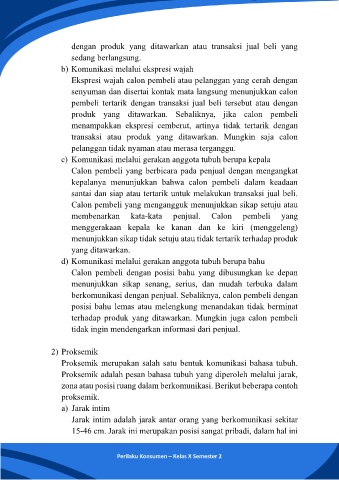 dengan produk yang ditawarkan atau transaksi jual beli yang
sedang berlangsung.
b) Komunikasi melalui ekspresi wajah
Ekspresi wajah calon pembeli atau pelanggan yang cerah dengan
senyuman dan disertai kontak mata langsung menunjukkan calon
pembeli tertarik dengan transaksi jual beli tersebut atau dengan
produk yang ditawarkan. Sebaliknya, jika calon pembeli
menampakkan ekspresi cemberut, artinya tidak tertarik dengan
transaksi atau produk yang ditawarkan. Mungkin saja calon
pelanggan tidak nyaman atau merasa terganggu.
c) Komunikasi melalui gerakan anggota tubuh berupa kepala
Calon pembeli yang berbicara pada penjual dengan mengangkat
kepalanya menunjukkan bahwa calon pembeli dalam keadaan
santai dan siap atau tertarik untuk melakukan transaksi jual beli.
Calon pembeli yang mengangguk menunjukkan sikap setuju atau
membenarkan kata-kata penjual. Calon pembeli yang
menggerakaan kepala ke kanan dan ke kiri (menggeleng)
menunjukkan sikap tidak setuju atau tidak tertarik terhadap produk
yang ditawarkan.
d) Komunikasi melalui gerakan anggota tubuh berupa bahu
Calon pembeli dengan posisi bahu yang dibusungkan ke depan
menunjukkan sikap senang, serius, dan mudah terbuka dalam
berkomunikasi dengan penjual. Sebaliknya, calon pembeli dengan
posisi bahu lemas atau melengkung menandakan tidak berminat
terhadap produk yang ditawarkan. Mungkin juga calon pembeli
tidak ingin mendengarkan informasi dari penjual.
2) Proksemik
Proksemik merupakan salah satu bentuk komunikasi bahasa tubuh.
Proksemik adalah pesan bahasa tubuh yang diperoleh melalui jarak,
zona atau posisi ruang dalam berkomunikasi. Berikut beberapa contoh
proksemik.
a) Jarak intim
Jarak intim adalah jarak antar orang yang berkomunikasi sekitar
15-46 cm. Jarak ini merupakan posisi sangat pribadi, dalam hal ini
Perilaku Konsumen – Kelas X Semester 2